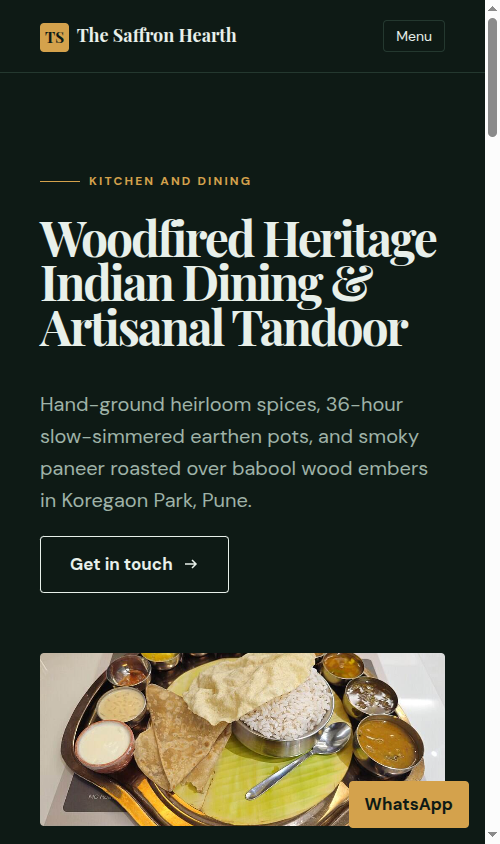 TS The Saffron Hearth
Menu
KITCHEN AND DINING
Woodfired Heritage
Indian Dining &
Artisanal Tandoor
Hand-ground heirloom spices, 36-hour
slow-simmered earthen pots, and smoky
paneer roasted over babool wood embers
in Koregaon Park, Pune.
Get in touch →
WhatsApp